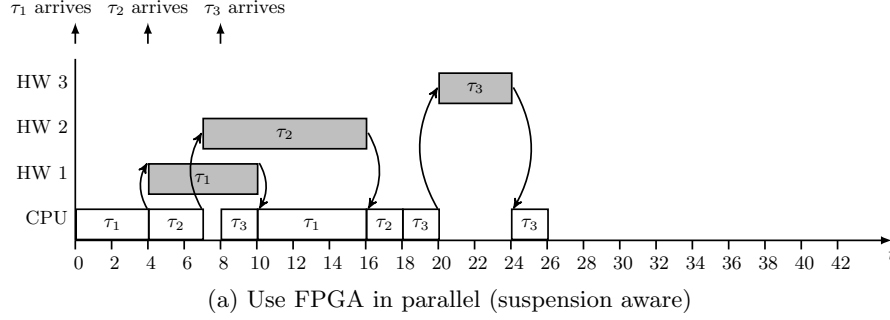 τ1 arrives τ2 arrives τ3 arrives
HW 3 τ3
HW 2 τ2
HW 1 τ1
CPU τ1 τ2 τ3 τ1 τ2 τ3 τ3
0 2 4 6 8 10 12 14 16 18 20 22 24 26 28 30 32 34 36 38 40 42
(a) Use FPGA in parallel (suspension aware)